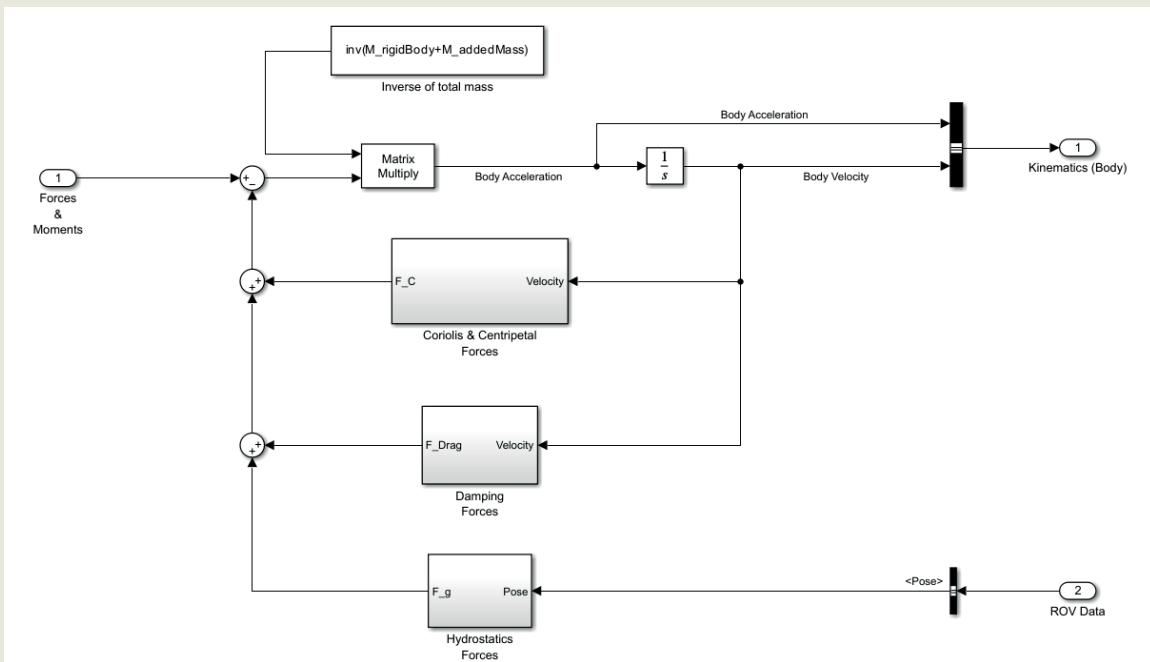 inv(M_rigidBody+M_addedMass)
Inverse of total mass
Body Acceleration
Matrix
Multiply
1
s
1
Kinematics (Body)
1
Forces
&
Moments
+
−
Body Acceleration
Body Velocity
F_C
Velocity
+
+
Coriolis & Centripetal
Forces
F_Drag
Velocity
+
+
Damping
Forces
F_g
Pose
<Pose>
2
ROV Data
Hydrostatics
Forces